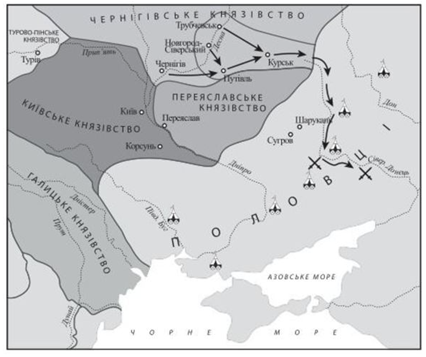 ЧЕРНІГІВСЬКЕ КНЯЗІВСТВО
Трубчевськ
Новгород-
Сіверський
Десна
ТУРОВО-ПІНСЬКЕ
КНЯЗІВСТВО
Турів
Прип'ять
Чернігів
Путивль
Курськ
КИЇВСЬКЕ КНЯЗІВСТВО
Київ
ПЕРЕЯСЛАВСЬКЕ
КНЯЗІВСТВО
Переяслав
Корсунь
Дон
Шарукань
Сугров
Сівер. Донець
Дніпро
ГАЛИЦЬКЕ КНЯЗІВСТВО
Дністер
Прут
Півд. Буг
ПОЛОВЦІ
Дунай
АЗОВСЬКЕ МОРЕ
ЧОРНЕ МОРЕ